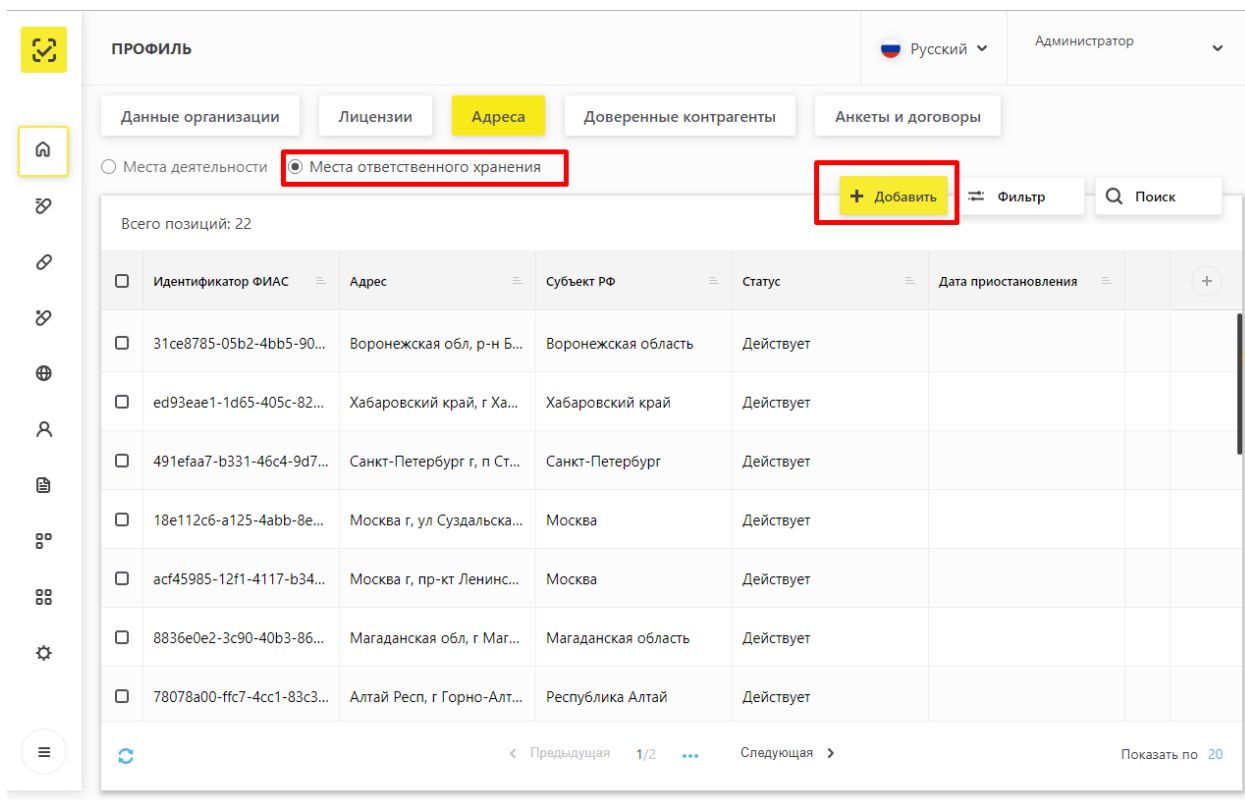 ПРОФИЛЬ
Русский
Администратор
Данные организации Лицензии Адреса Доверенные контрагенты Анкеты и договоры
Места деятельности Места ответственного хранения
+ Добавить Фильтр Поиск
Всего позиций: 22
Идентификатор ФИАС Адрес Субъект РФ Статус Дата приостановления +
31ce8785-05b2-4bb5-90... Воронежская обл, р-н Б... Воронежская область Действует
ed93eae1-1d65-405c-82... Хабаровский край, г Ха... Хабаровский край Действует
491efaa7-b331-46c4-9d7... Санкт-Петербург г, п Ст... Санкт-Петербург Действует
18e112c6-a125-4abb-8e... Москва г, ул Суздальска... Москва Действует
acf45985-12f1-4117-b34... Москва г, пр-кт Ленинс... Москва Действует
8836e0e2-3c90-40b3-86... Магаданская обл, г Маг... Магаданская область Действует
78078a00-ffc7-4cc1-83c3... Алтай Респ, г Горно-Алт... Республика Алтай Действует
< Предыдущая 1/2 ... Следующая > Показать по 20